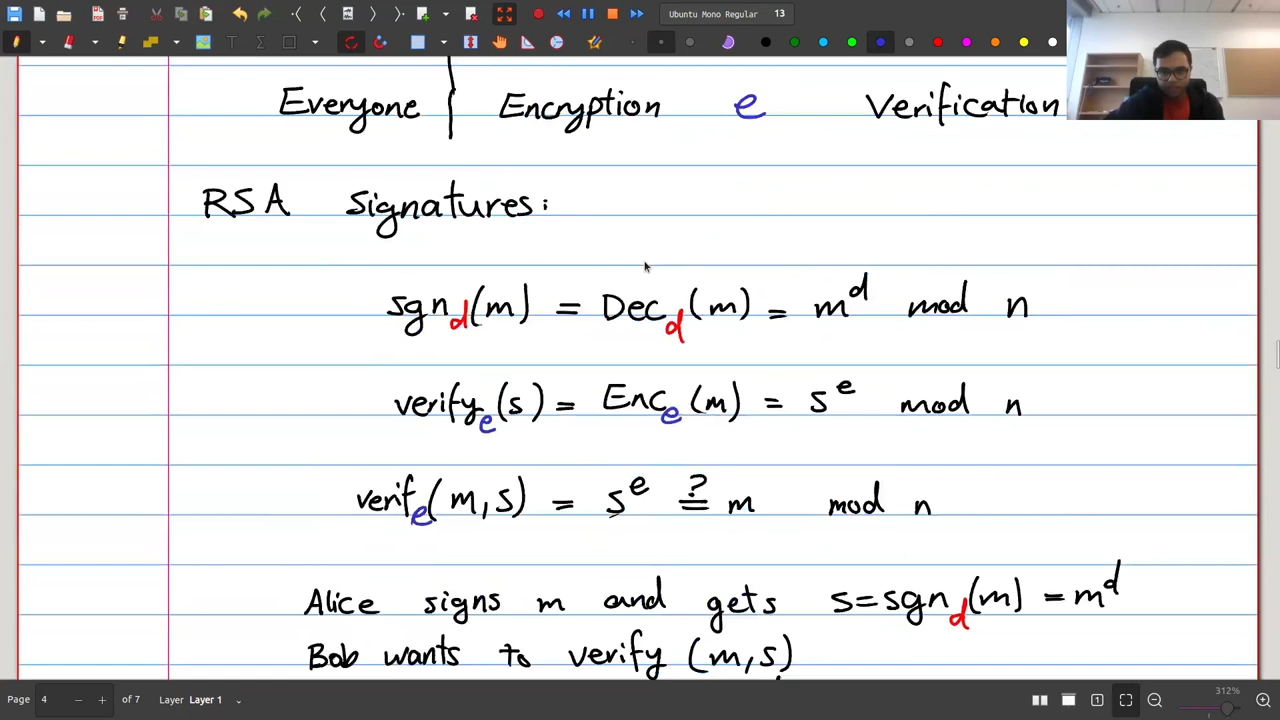 Ubuntu Mono Regular 13
Everyone Encryption e Verification
RSA Signatures:
sgn_d(m) = Dec_d(m) = m^d mod n
verify_e(s) = Enc_e(m) = s^e mod n
verif_e(m,s) = s^e ≟ m mod n
Alice signs m and gets s=sgn_d(m) = m^d
Bob wants to verify (m,s)
Page 4 of 7 Layer Layer 1 312%